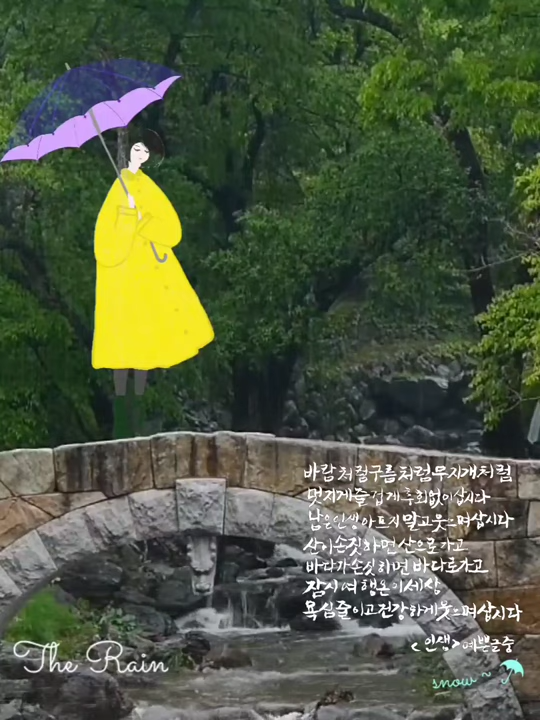 바람처럼구름처럼무지개처럼
멋지게즐겁게 후회없이삽시다
남은인생아프지말고웃으며삽시다
산이손짓하면산으로가고
바다가손짓하면 바다로가고
잠시여행온이세상
욕심줄이고건강하게웃으며삽시다
<인생>예쁜글중
The Rain
snow~